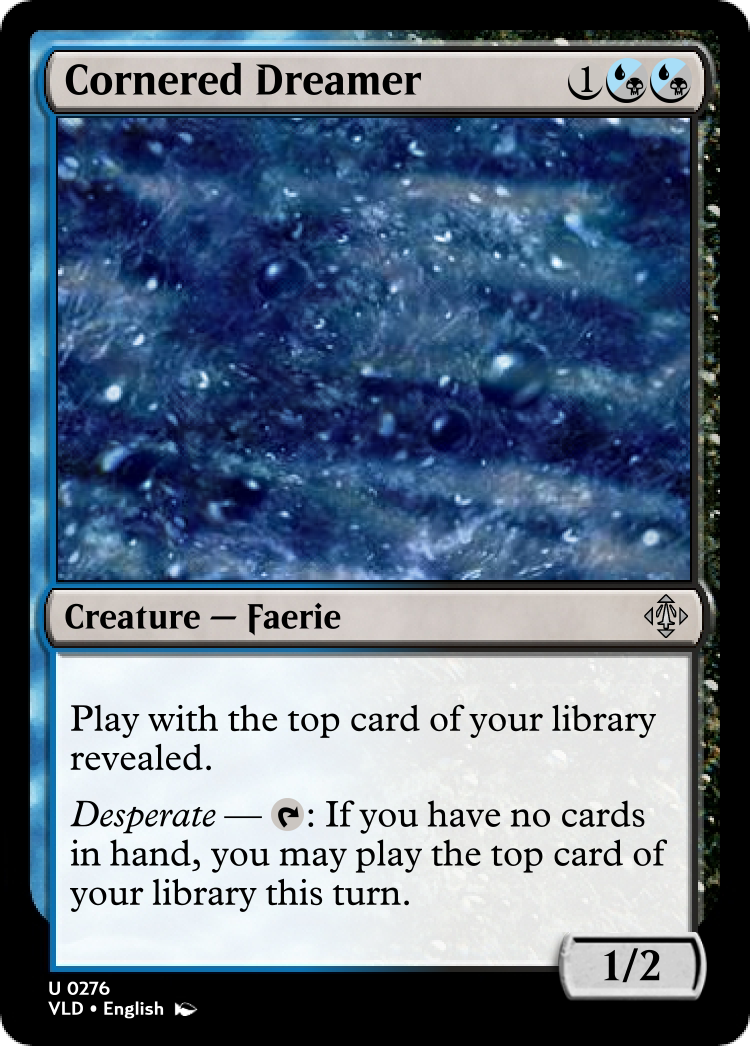 Cornered Dreamer 1
Creature — Faerie
Play with the top card of your library
revealed.
Desperate — : If you have no cards
in hand, you may play the top card of
your library this turn.
1/2
U 0276
VLD • English